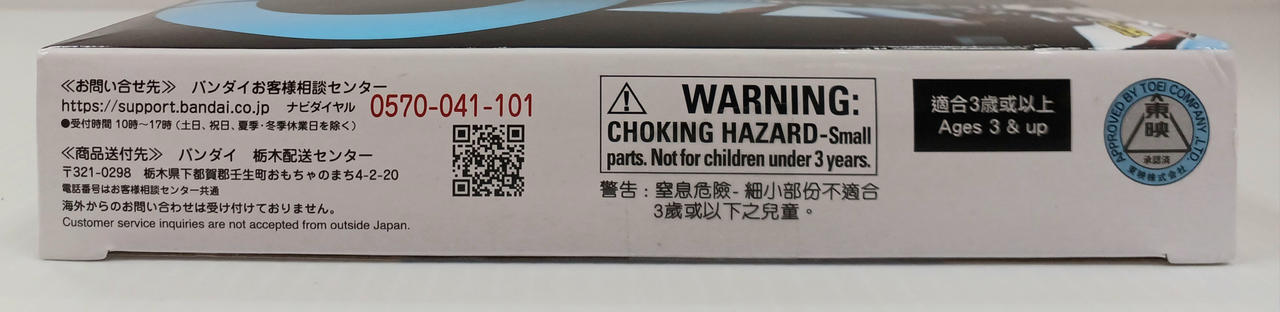 ≪お問い合せ先≫ バンダイお客様相談センター
https://support.bandai.co.jp ナビダイヤル 0570-041-101
●受付時間 10時～17時(土日、祝日、夏季・冬季休業日を除く)
≪商品送付先≫ バンダイ 栃木配送センター
〒321-0298 栃木県下都賀郡壬生町おもちゃのまち4-2-20
電話番号はお客様相談センター共通
海外からのお問い合わせは受け付けておりません。
Customer service inquiries are not accepted from outside Japan.
WARNING:
CHOKING HAZARD-Small
parts. Not for children under 3 years.
警告：窒息危險- 細小部份不適合
3歲或以下之兒童。
適合3歲或以上
Ages 3 & up
APPROVED BY TOEI COMPANY ,LTD.
東映
承認済
東映株式会社